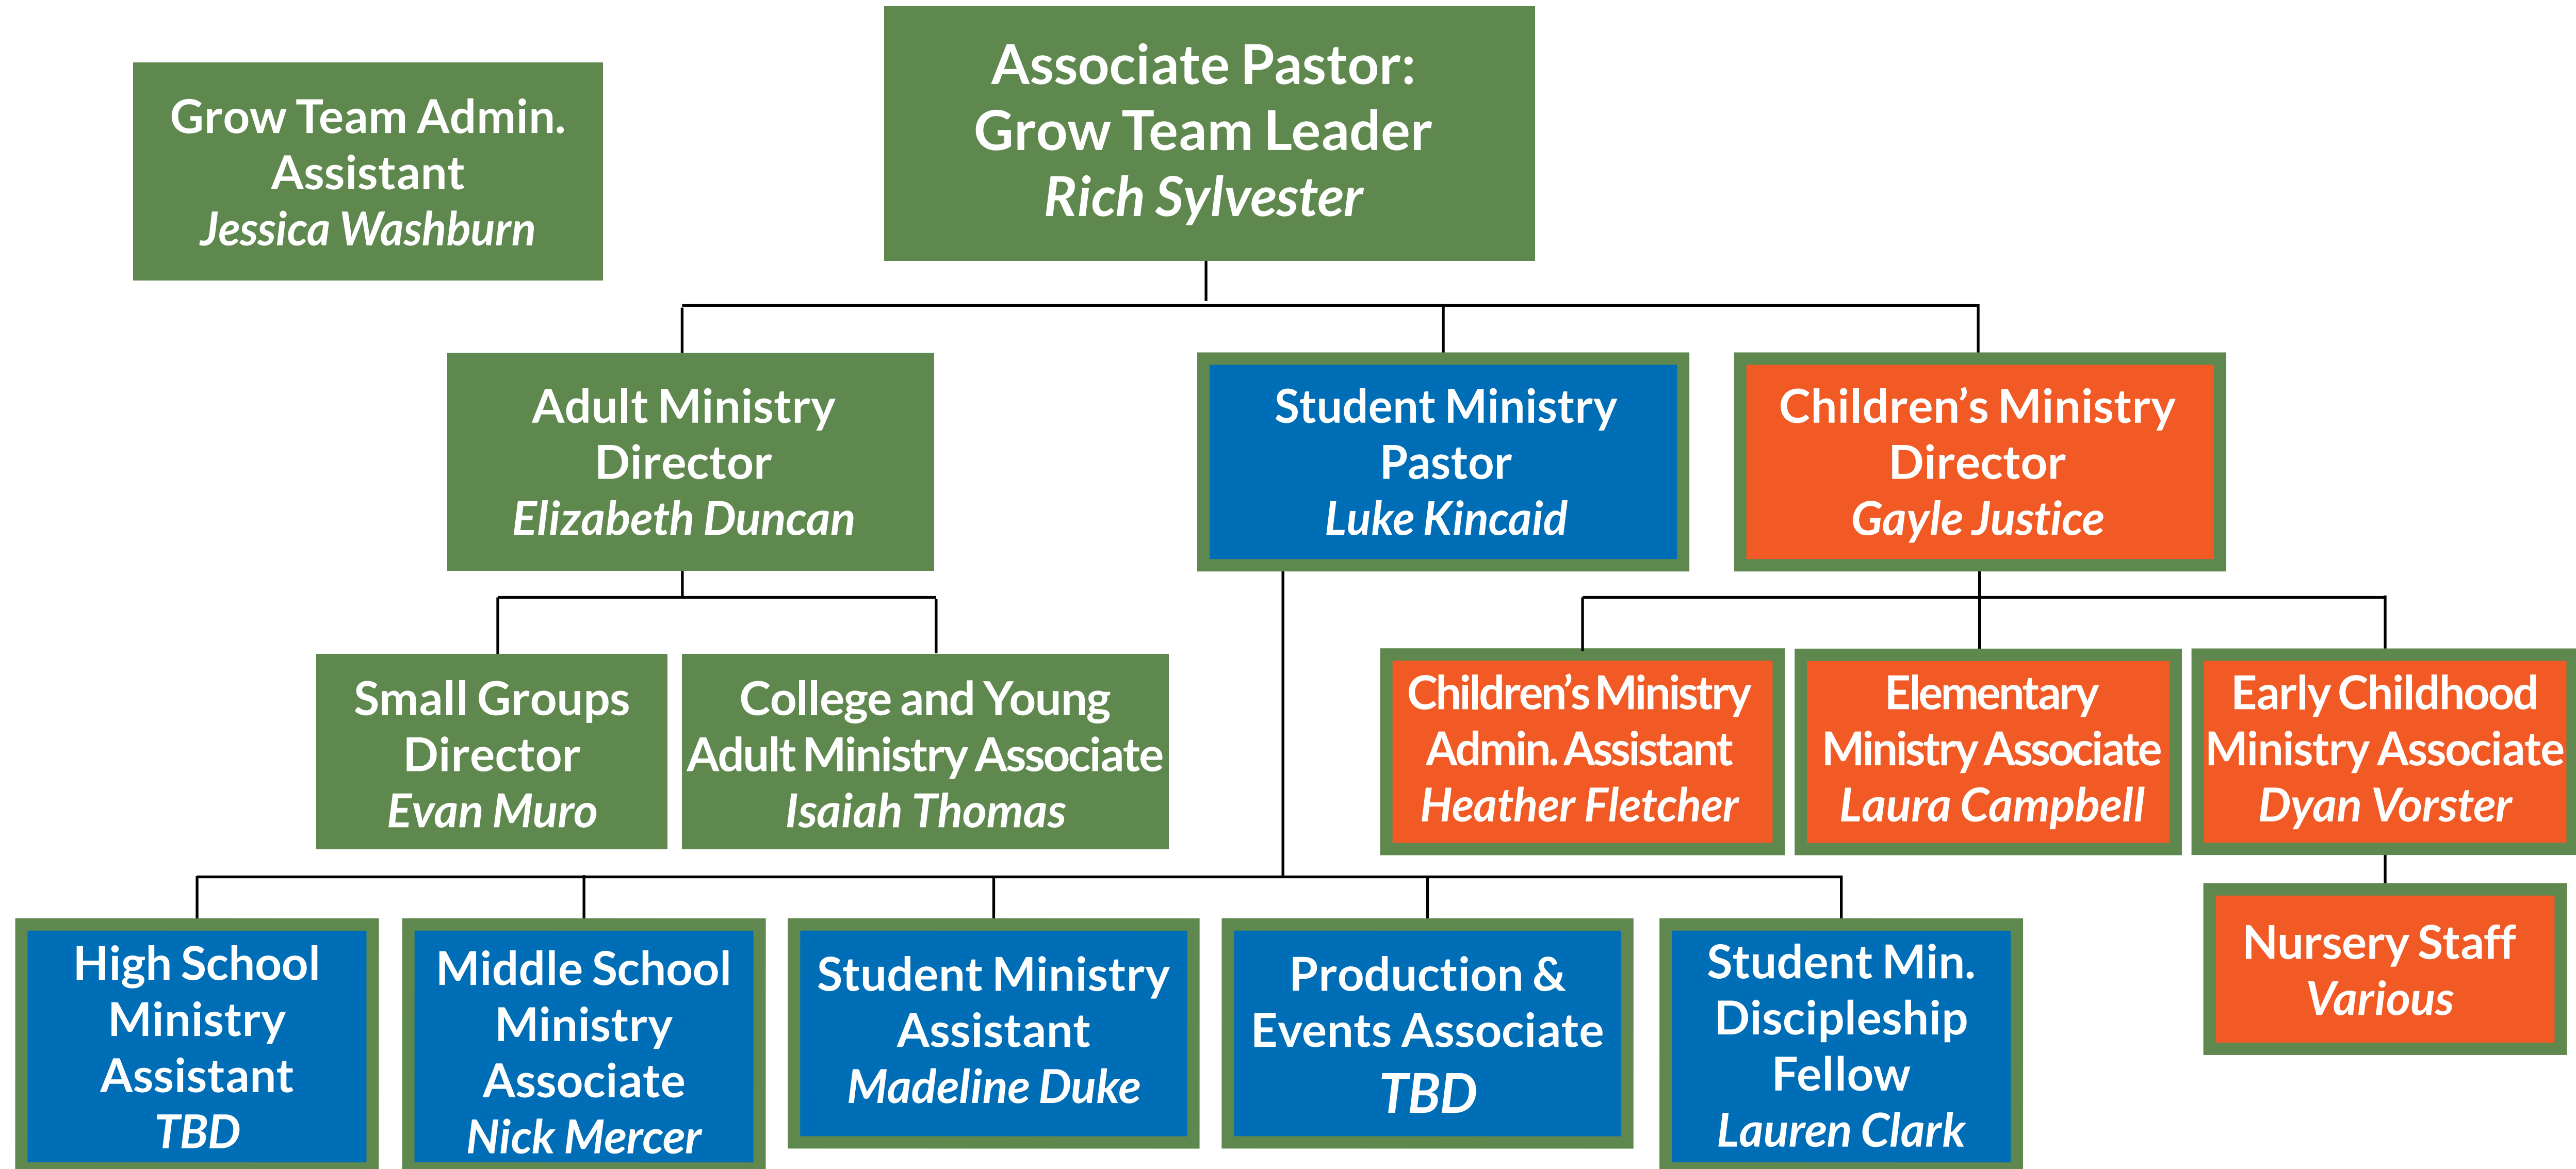 Grow Team Admin.
Assistant
Jessica Washburn
Associate Pastor:
Grow Team Leader
Rich Sylvester
Adult Ministry
Director
Elizabeth Duncan
Student Ministry
Pastor
Luke Kincaid
Children’s Ministry
Director
Gayle Justice
Small Groups
Director
Evan Muro
College and Young
Adult Ministry Associate
Isaiah Thomas
Children’s Ministry
Admin. Assistant
Heather Fletcher
Elementary
Ministry Associate
Laura Campbell
Early Childhood
Ministry Associate
Dyan Vorster
High School
Ministry
Assistant
TBD
Middle School
Ministry
Associate
Nick Mercer
Student Ministry
Assistant
Madeline Duke
Production &
Events Associate
TBD
Student Min.
Discipleship
Fellow
Lauren Clark
Nursery Staff
Various